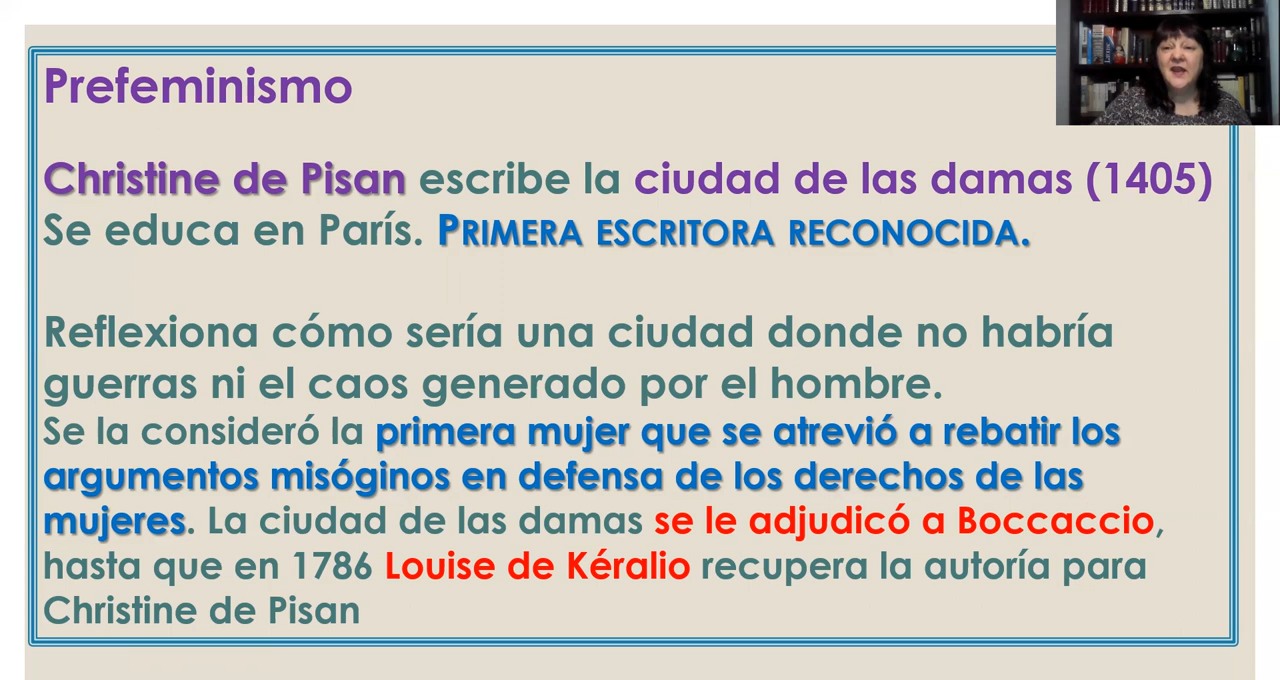 Prefeminismo
Christine de Pisan escribe la ciudad de las damas (1405)
Se educa en París. PRIMERA ESCRITORA RECONOCIDA.
Reflexiona cómo sería una ciudad donde no habría
guerras ni el caos generado por el hombre.
Se la consideró la primera mujer que se atrevió a rebatir los
argumentos misóginos en defensa de los derechos de las
mujeres. La ciudad de las damas se le adjudicó a Boccaccio,
hasta que en 1786 Louise de Kéralio recupera la autoría para
Christine de Pisan